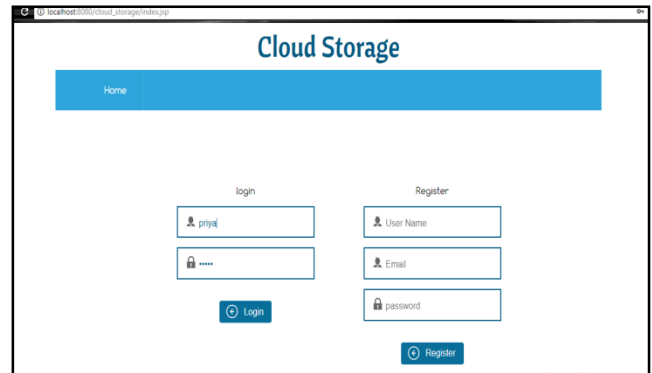 localhost:8080/cloud_storage/index.jsp
Cloud Storage
Home
login
priya
•••••
Login
Register
User Name
Email
password
Register